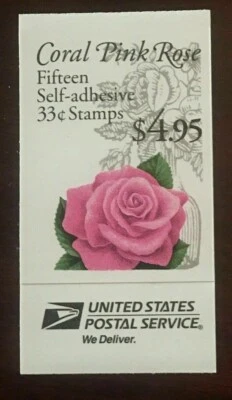 Coral Pink Rose
Fifteen
Self-adhesive
33¢ Stamps
$4.95
UNITED STATES
POSTAL SERVICE®
We Deliver.